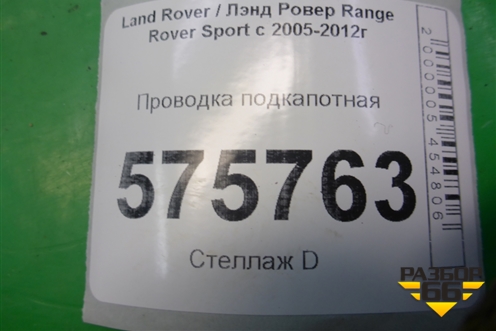 Land Rover / Лэнд Ровер Range
Rover Sport с 2005-2012г
Проводка подкапотная
575763
Стеллаж D
2000005454806
РАЗБОР
66